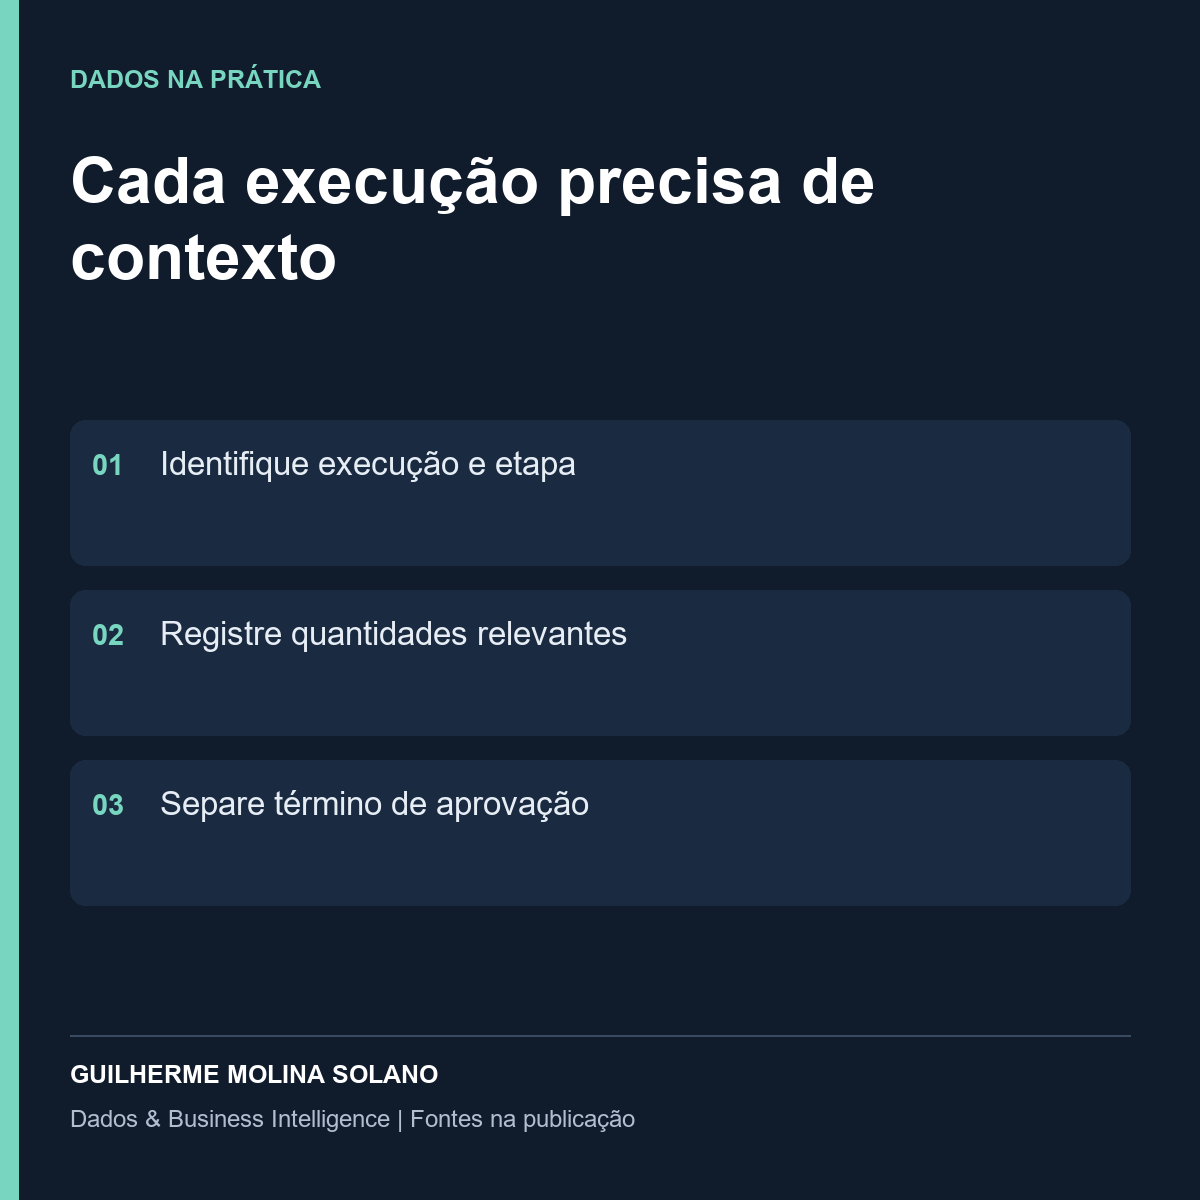 DADOS NA PRÁTICA
Cada execução precisa de
contexto
01 Identifique execução e etapa
02 Registre quantidades relevantes
03 Separe término de aprovação
GUILHERME MOLINA SOLANO
Dados & Business Intelligence | Fontes na publicação